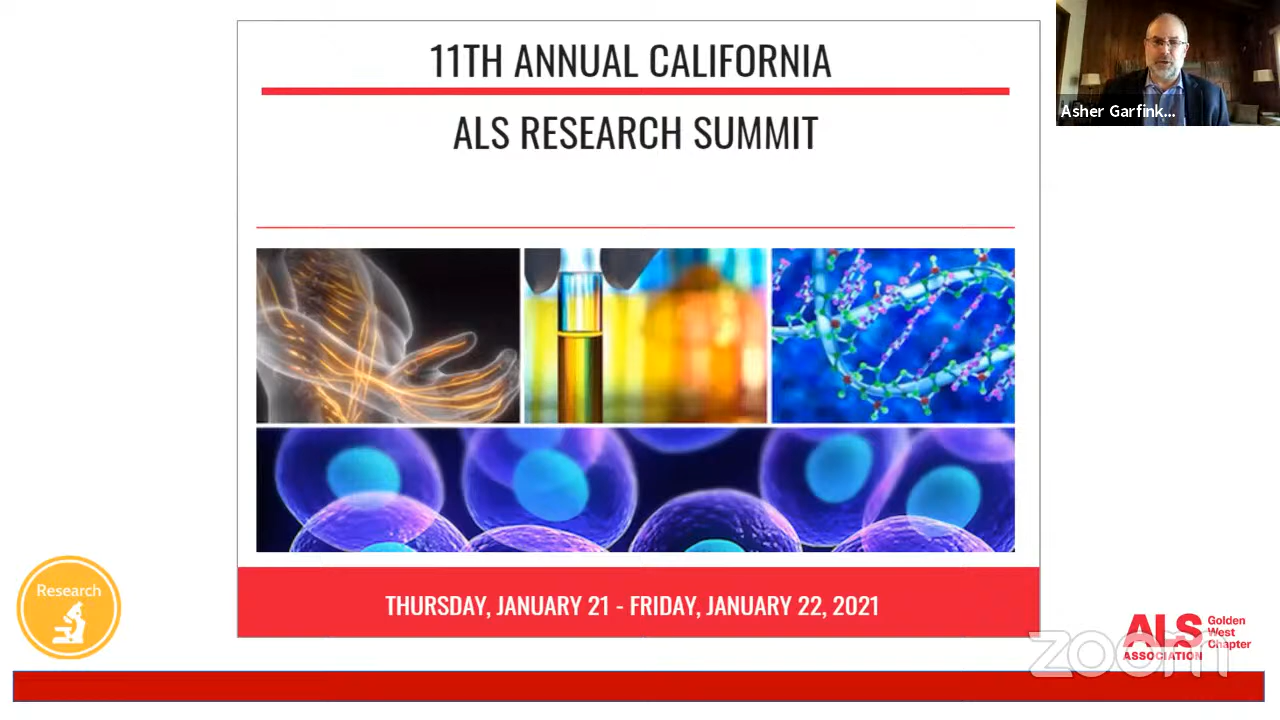 11TH ANNUAL CALIFORNIA
ALS RESEARCH SUMMIT
Asher Garfink...
THURSDAY, JANUARY 21 - FRIDAY, JANUARY 22, 2021
Research
ALS
ASSOCIATION
Golden
West
Chapter
zoom